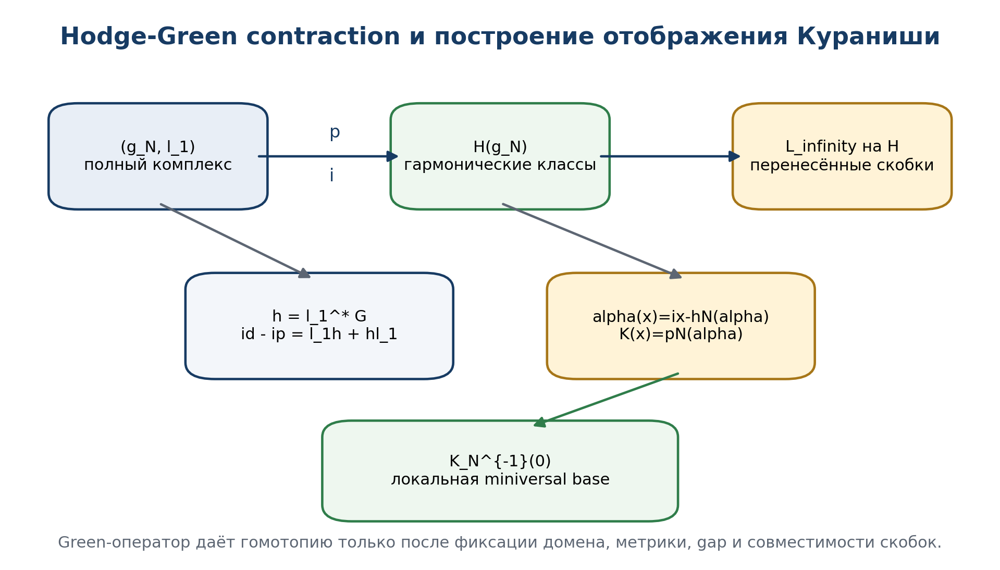 Hodge-Green contraction и построение отображения Кураниши
(g_N, l_1)
полный комплекс
p
i
H(g_N)
гармонические классы
L_infinity на H
перенесённые скобки
h = l_1^* G
id - ip = l_1h + hl_1
alpha(x)=ix-hN(alpha)
K(x)=pN(alpha)
K_N^{-1}(0)
локальная miniversal base
Green-оператор даёт гомотопию только после фиксации домена, метрики, gap и совместимости скобок.